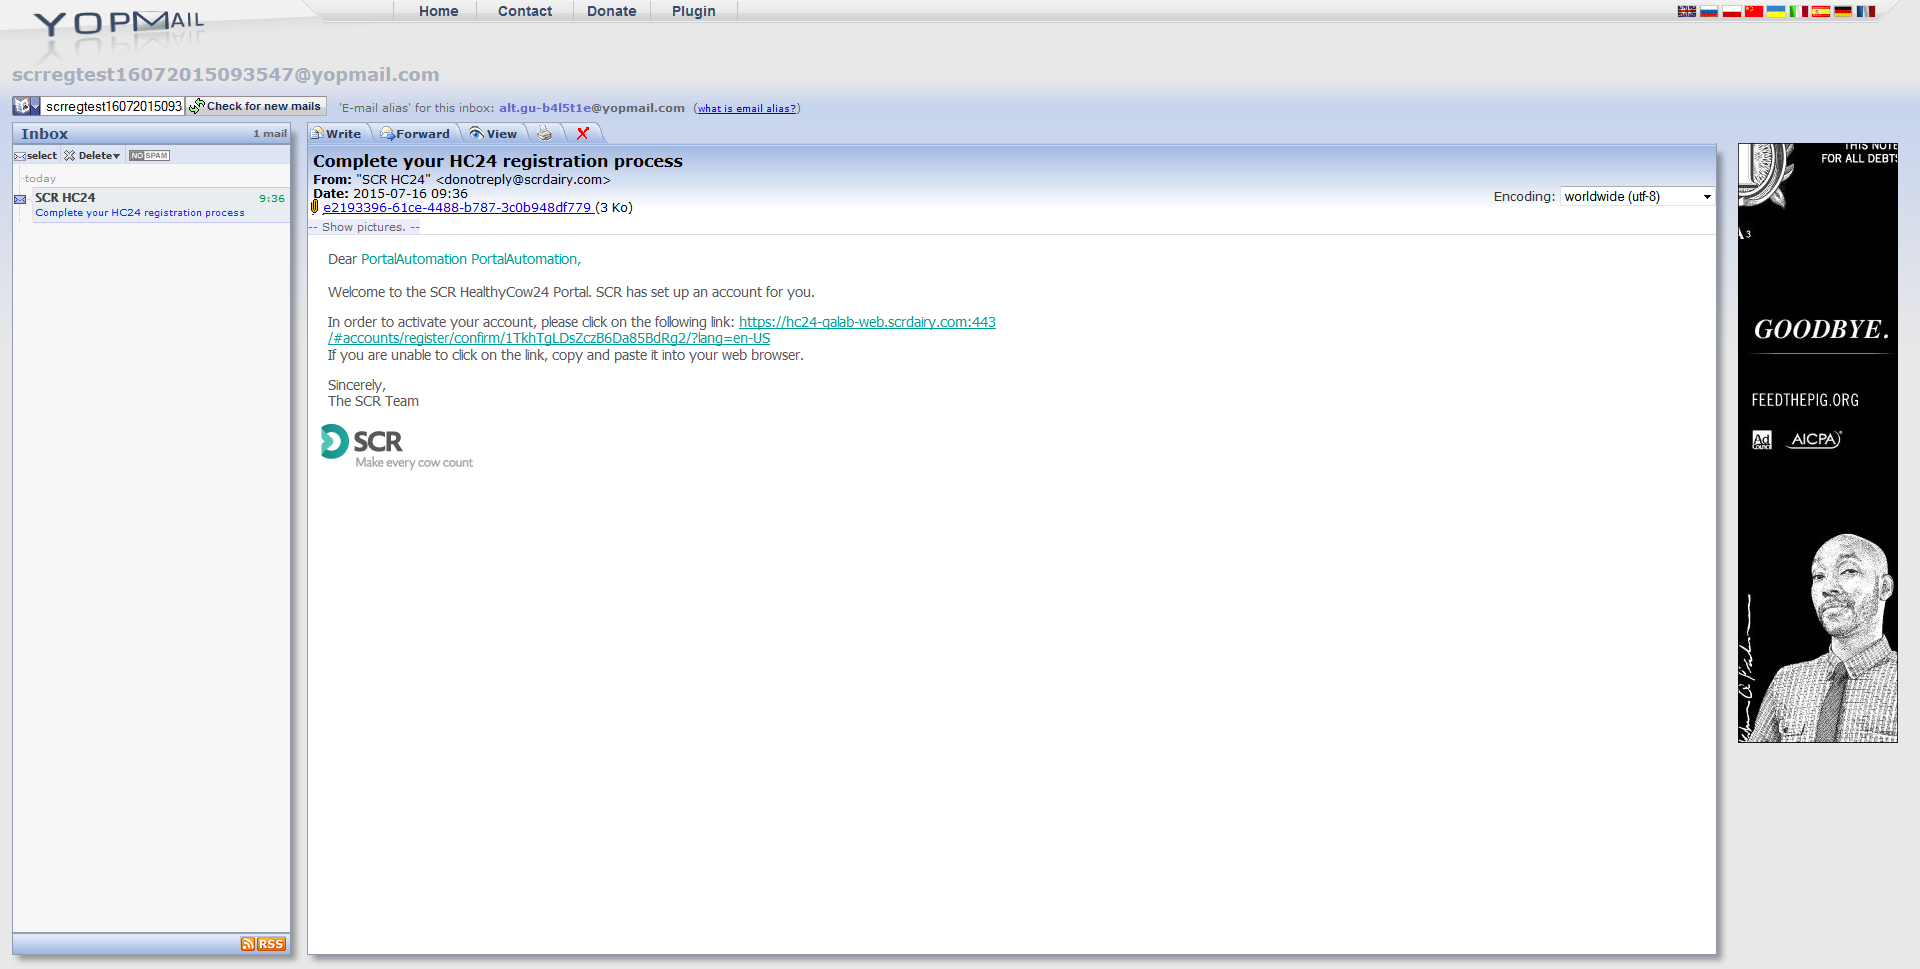 YOPMAIL
Home Contact Donate Plugin
scrregtest16072015093547@yopmail.com
scrregtest16072015093 Check for new mails 'E-mail alias' for this inbox: alt.gu-b4l5t1e@yopmail.com (what is email alias?)
Inbox 1 mail
select Delete NO SPAM
today
SCR HC24 9:36
Complete your HC24 registration process
RSS
Write Forward View
Complete your HC24 registration process
From: "SCR HC24" <donotreply@scrdairy.com>
Date: 2015-07-16 09:36
e2193396-61ce-4488-b787-3c0b948df779 (3 Ko)
Encoding: worldwide (utf-8)
-- Show pictures. --
Dear PortalAutomation PortalAutomation,
Welcome to the SCR HealthyCow24 Portal. SCR has set up an account for you.
In order to activate your account, please click on the following link: https://hc24-qalab-web.scrdairy.com:443
/#accounts/register/confirm/1TkhTgLDsZczB6Da85BdRg2/?lang=en-US
If you are unable to click on the link, copy and paste it into your web browser.
Sincerely,
The SCR Team
SCR
Make every cow count
THIS NOTE
FOR ALL DEBTS
A 3
GOODBYE.
FEEDTHEPIG.ORG
Ad Council AICPA